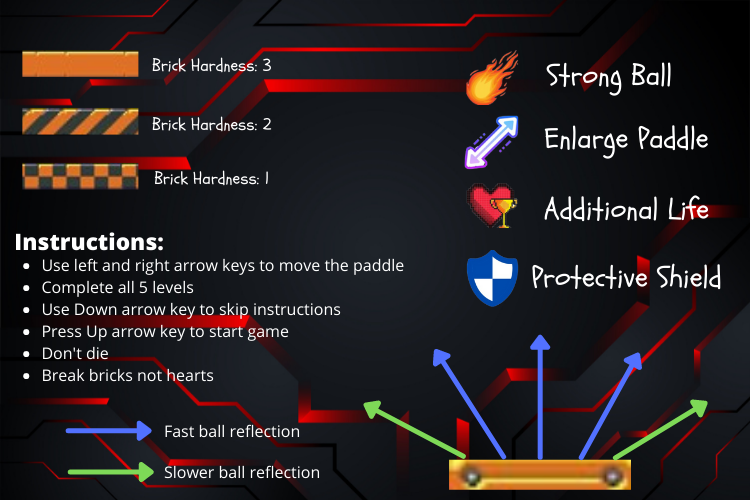 Brick Hardness: 3
Brick Hardness: 2
Brick Hardness: 1
Strong Ball
Enlarge Paddle
Additional Life
Protective Shield
Instructions:
• Use left and right arrow keys to move the paddle
• Complete all 5 levels
• Use Down arrow key to skip instructions
• Press Up arrow key to start game
• Don't die
• Break bricks not hearts
Fast ball reflection
Slower ball reflection